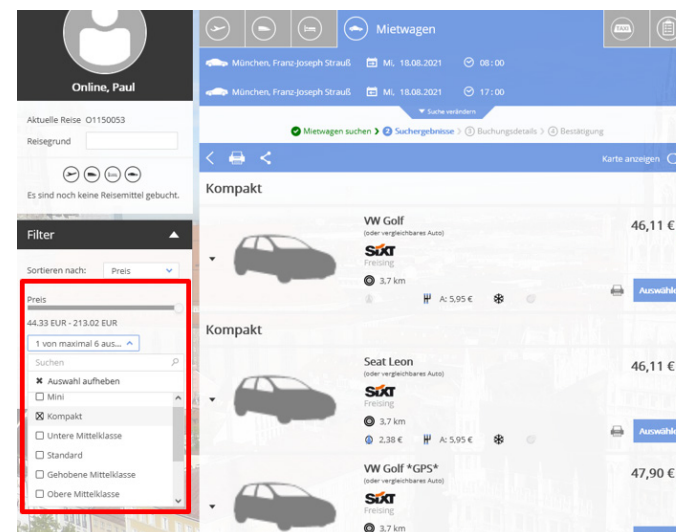 Online, Paul
Aktuelle Reise O1150053
Reisegrund
Es sind noch keine Reisemittel gebucht.
Filter
Sortieren nach: Preis
Preis
44.33 EUR - 213.02 EUR
1 von maximal 6 aus...
Suchen
Auswahl aufheben
Mini
Kompakt
Untere Mittelklasse
Standard
Gehobene Mittelklasse
Obere Mittelklasse
Mietwagen
TAXI
München, Franz-Joseph Strauß Mi, 18.08.2021 08:00
München, Franz-Joseph Strauß Mi, 18.08.2021 17:00
Suche verändern
Mietwagen suchen > 2 Suchergebnisse > 3 Buchungsdetails > 4 Bestätigung
Karte anzeigen
Kompakt
VW Golf
(oder vergleichbares Auto)
46,11 €
SIXT
Freising
3,7 km
A: 5,95 €
Auswähle
Kompakt
Seat Leon
(oder vergleichbares Auto)
46,11 €
SIXT
Freising
3,7 km
2,38 € A: 5,95 €
Auswähle
VW Golf *GPS*
(oder vergleichbares Auto)
47,90 €
SIXT
Freising
3,7 km